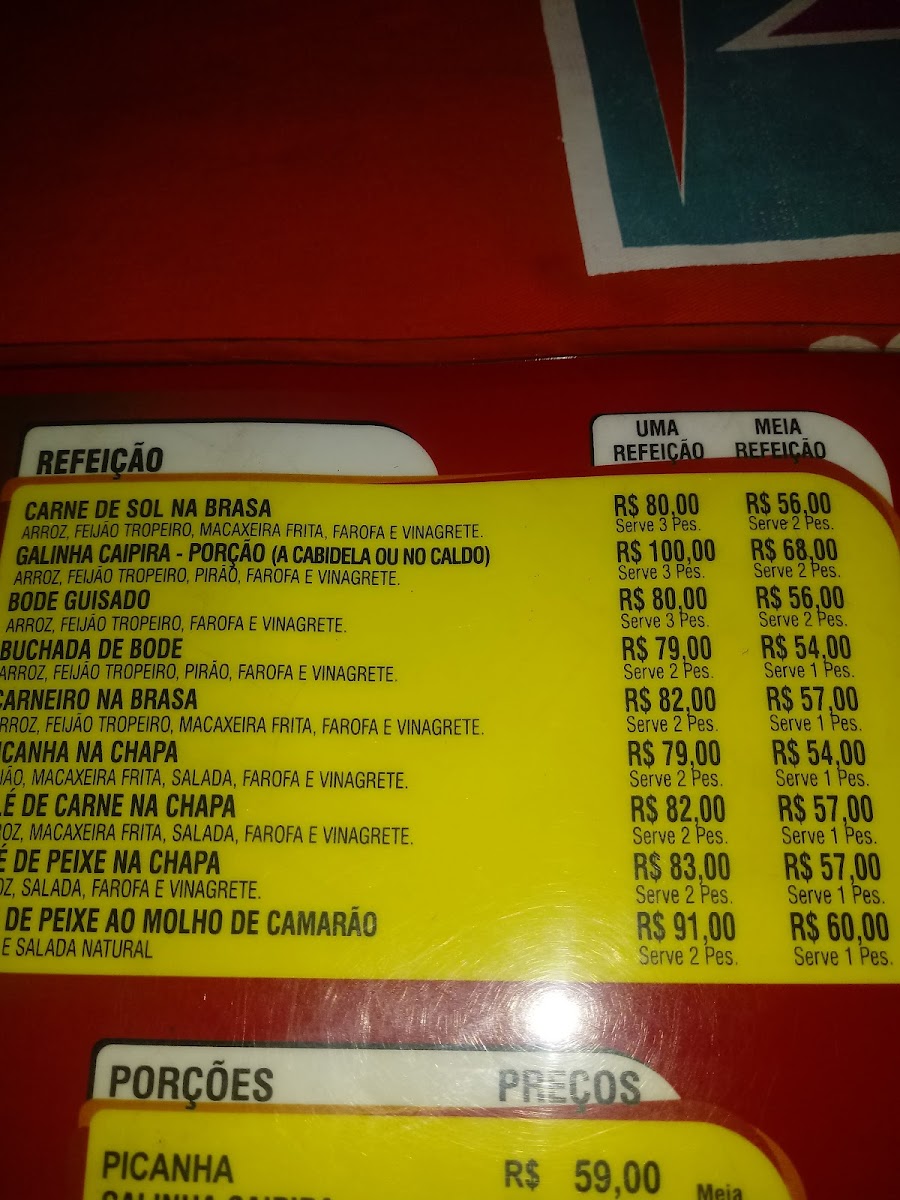 REFEIÇÃO UMA REFEIÇÃO MEIA REFEIÇÃO
CARNE DE SOL NA BRASA R$ 80,00 R$ 56,00
ARROZ, FEIJÃO TROPEIRO, MACAXEIRA FRITA, FAROFA E VINAGRETE. Serve 3 Pes. Serve 2 Pes.
GALINHA CAIPIRA - PORÇÃO (A CABIDELA OU NO CALDO) R$ 100,00 R$ 68,00
ARROZ, FEIJÃO TROPEIRO, PIRÃO, FAROFA E VINAGRETE. Serve 3 Pes. Serve 2 Pes.
BODE GUISADO R$ 80,00 R$ 56,00
ARROZ, FEIJÃO TROPEIRO, FAROFA E VINAGRETE. Serve 3 Pes. Serve 2 Pes.
BUCHADA DE BODE R$ 79,00 R$ 54,00
ARROZ, FEIJÃO TROPEIRO, PIRÃO, FAROFA E VINAGRETE. Serve 2 Pes. Serve 1 Pes.
CARNEIRO NA BRASA R$ 82,00 R$ 57,00
RROZ, FEIJÃO TROPEIRO, MACAXEIRA FRITA, FAROFA E VINAGRETE. Serve 2 Pes. Serve 1 Pes.
ICANHA NA CHAPA R$ 79,00 R$ 54,00
JÃO, MACAXEIRA FRITA, SALADA, FAROFA E VINAGRETE. Serve 2 Pes. Serve 1 Pes.
LÉ DE CARNE NA CHAPA R$ 82,00 R$ 57,00
OZ, MACAXEIRA FRITA, SALADA, FAROFA E VINAGRETE. Serve 2 Pes. Serve 1 Pes.
É DE PEIXE NA CHAPA R$ 83,00 R$ 57,00
OZ, SALADA, FAROFA E VINAGRETE. Serve 2 Pes. Serve 1 Pes.
DE PEIXE AO MOLHO DE CAMARÃO R$ 91,00 R$ 60,00
E SALADA NATURAL Serve 2 Pes. Serve 1 Pes.
PORÇÕES PREÇOS
PICANHA R$ 59,00 Meia